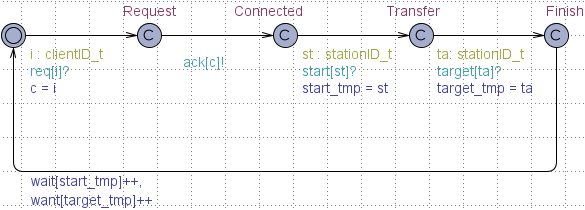 Request
Connected
Transfer
Finish
C
C
C
C
i : clientID_t
req[i]?
c = i
ack[c]!
st : stationID_t
start[st]?
start_tmp = st
ta: stationID_t
target[ta]?
target_tmp = ta
wait[start_tmp]++,
want[target_tmp]++